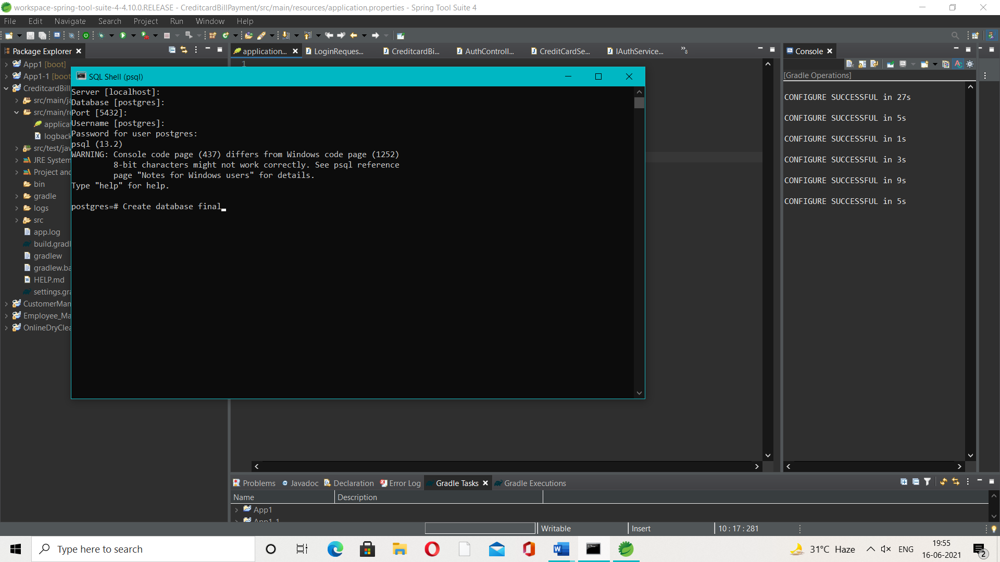 workspace-spring-tool-suite-4-4.10.0.RELEASE - CreditcardBillPayment/src/main/resources/application.properties - Spring Tool Suite 4
File Edit Navigate Search Project Run Window Help
Package Explorer
application... LoginReques... CreditcardBi... AuthControll... CreditCardSe... IAuthService... 8
Console
App1 [boot]
App1-1 [boot
CreditcardBill
src/main/ja
src/main/re
applica
logback
src/test/jav
JRE System
Project and
bin
gradle
logs
src
app.log
build.gradl
gradlew
gradlew.ba
HELP.md
settings.gra
CustomerMan
Employee_Ma
OnlineDryClea
1
SQL Shell (psql)
Server [localhost]:
Database [postgres]:
Port [5432]:
Username [postgres]:
Password for user postgres:
psql (13.2)
WARNING: Console code page (437) differs from Windows code page (1252)
8-bit characters might not work correctly. See psql reference
page "Notes for Windows users" for details.
Type "help" for help.
postgres=# Create database final
[Gradle Operations]
CONFIGURE SUCCESSFUL in 27s
CONFIGURE SUCCESSFUL in 5s
CONFIGURE SUCCESSFUL in 1s
CONFIGURE SUCCESSFUL in 3s
CONFIGURE SUCCESSFUL in 9s
CONFIGURE SUCCESSFUL in 5s
Problems Javadoc Declaration Error Log Gradle Tasks Gradle Executions
Name Description
App1
App1-1
Writable Insert 10 : 17 : 281
Type here to search
31°C Haze ENG
19:55
16-06-2021
2